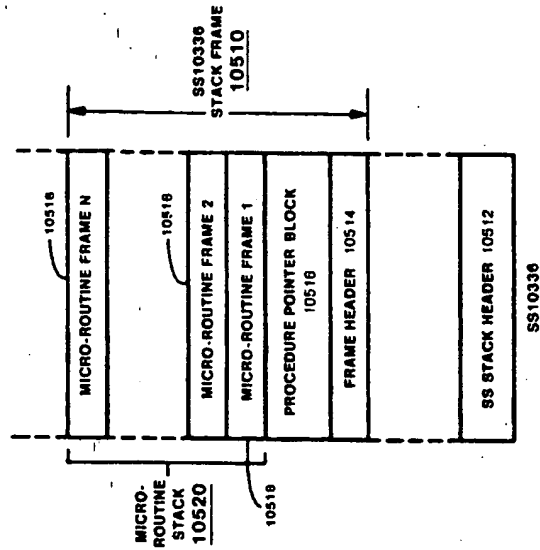 SS10336
STACK FRAME
10510
10518
MICRO-ROUTINE FRAME N
10518
MICRO-ROUTINE FRAME 2
MICRO-ROUTINE FRAME 1
PROCEDURE POINTER BLOCK
10516
FRAME HEADER 10514
SS STACK HEADER 10512
SS10336
MICRO-
ROUTINE
STACK
10520
10518